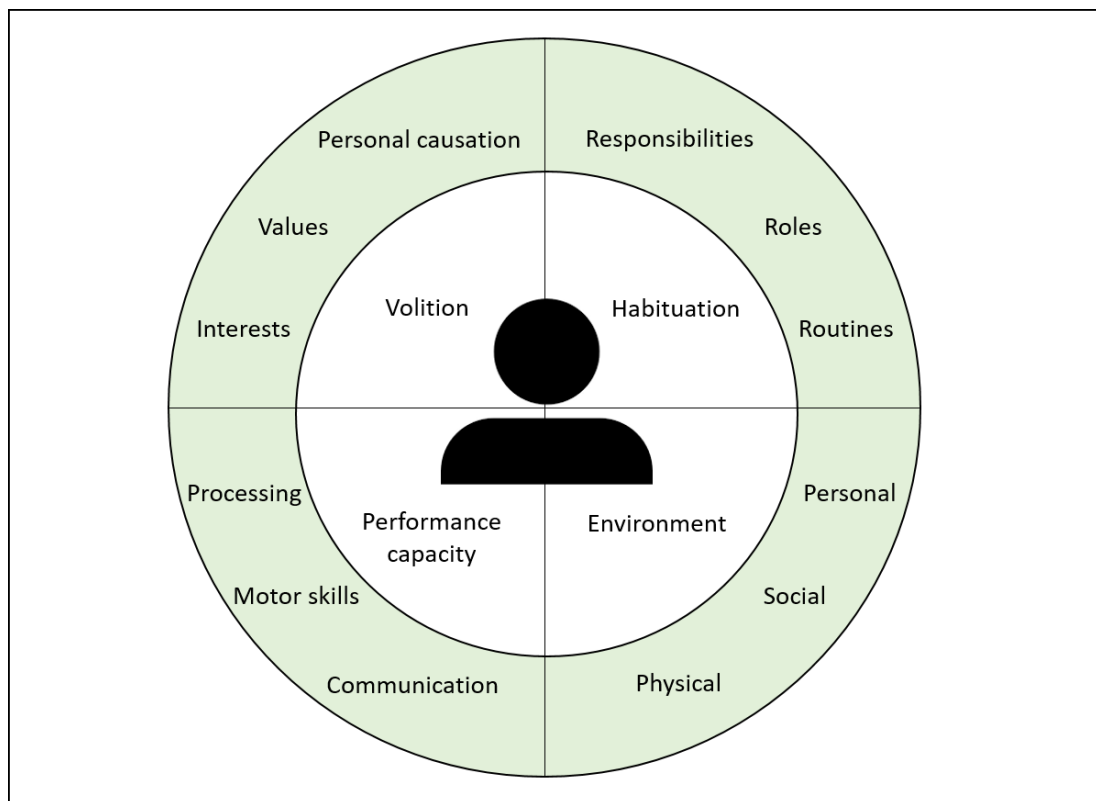 Personal causation
Responsibilities
Values
Roles
Volition
Habituation
Interests
Routines
Processing
Personal
Performance
capacity
Environment
Motor skills
Social
Communication
Physical